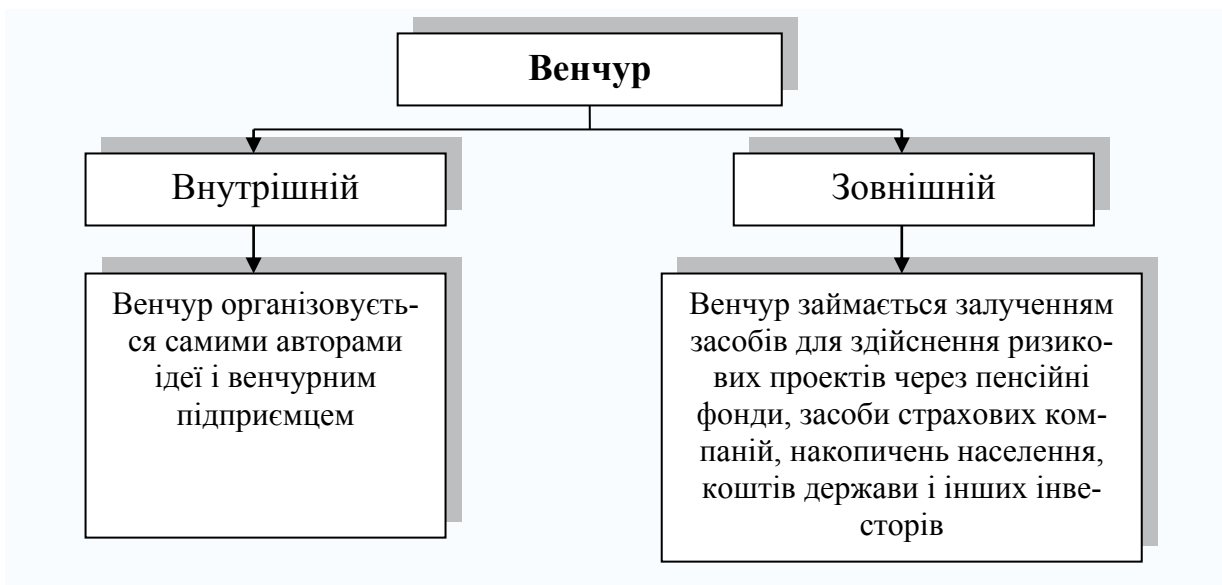 Венчур
Внутрішній
Зовнішній
Венчур організовуєть-
ся самими авторами
ідеї і венчурним
підприємцем
Венчур займається залученням
засобів для здійснення ризико-
вих проектів через пенсійні
фонди, засоби страхових ком-
паній, накопичень населення,
коштів держави і інших інве-
сторів